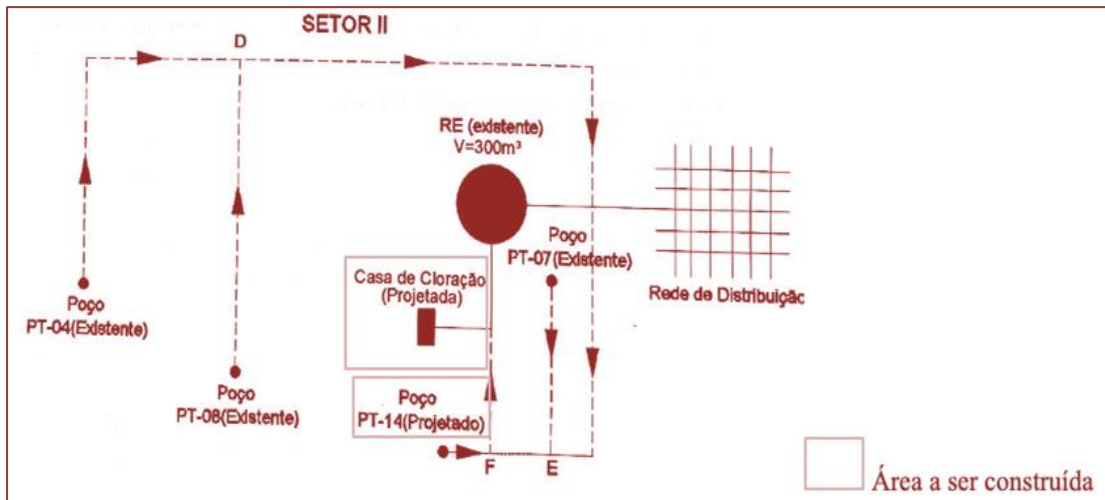 SETOR II
D
RE (existente)
V=300m³
Poço
PT-07(Existente)
Casa de Cloração
(Projetada)
Rede de Distribuição
Poço
PT-04(Existente)
Poço
PT-08(Existente)
Poço
PT-14(Projetado)
F
E
Área a ser construída